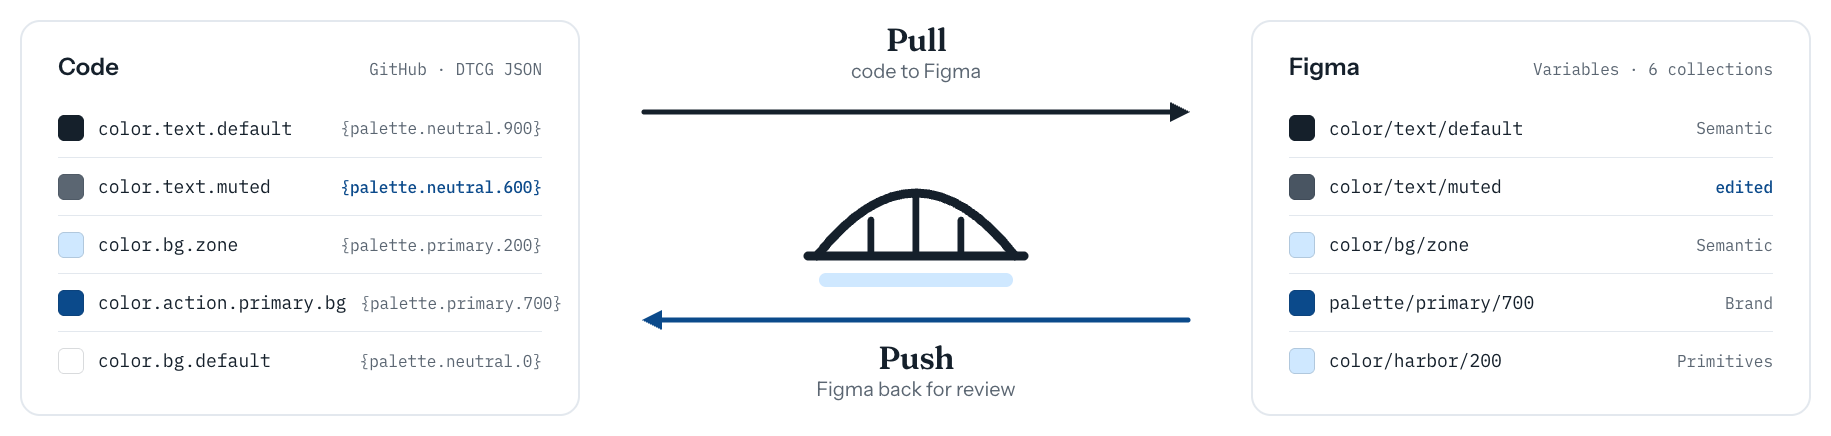 Code
GitHub · DTCG JSON
color.text.default {palette.neutral.900}
color.text.muted {palette.neutral.600}
color.bg.zone {palette.primary.200}
color.action.primary.bg {palette.primary.700}
color.bg.default {palette.neutral.0}
Pull
code to Figma
Push
Figma back for review
Figma
Variables · 6 collections
color/text/default Semantic
color/text/muted edited
color/bg/zone Semantic
palette/primary/700 Brand
color/harbor/200 Primitives